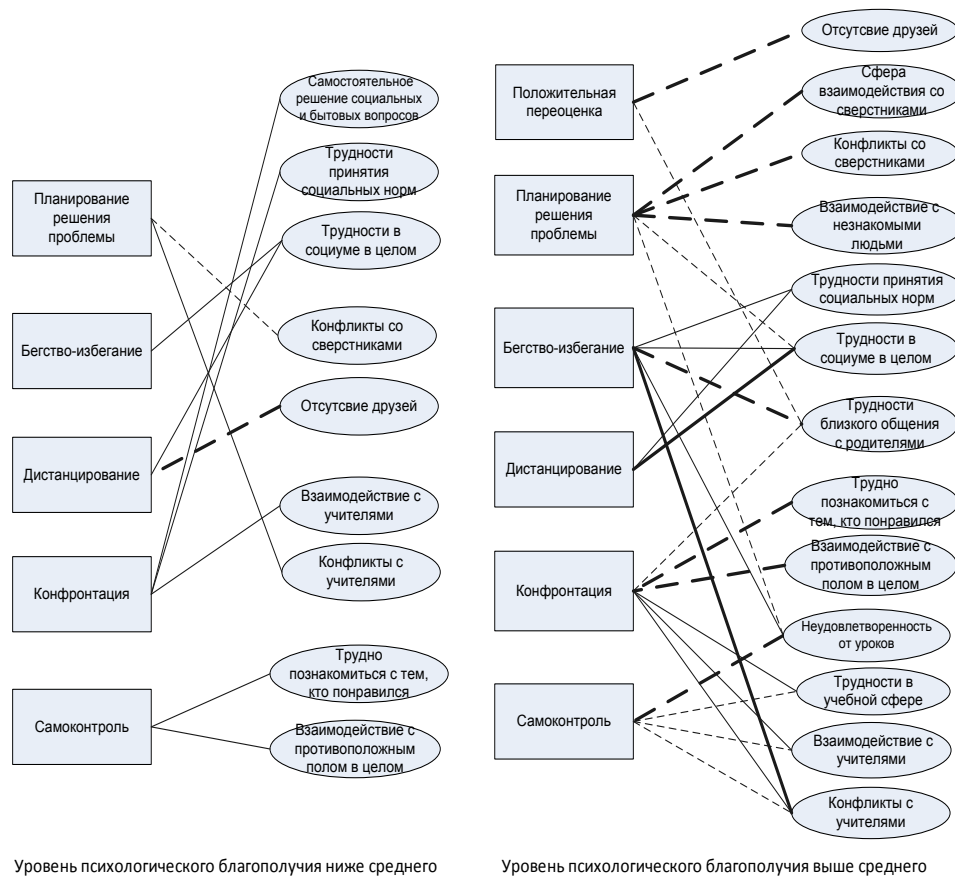 Самостоятельное
решение социальных
и бытовых вопросов
Трудности
принятия
социальных норм
Планирование
решения
проблемы
Трудности в
социуме в целом
Бегство-избегание
Конфликты со
сверстниками
Отсутсвие друзей
Дистанцирование
Взаимодействие с
учителями
Конфронтация
Конфликты с
учителями
Трудно
познакомиться с тем,
кто понравился
Самоконтроль
Взаимодействие с
противоположным
полом в целом
Уровень психологического благополучия ниже среднего
Отсутсвие друзей
Положительная
переоценка
Сфера
взаимодействия со
сверстниками
Конфликты со
сверстниками
Планирование
решения
проблемы
Взаимодействие с
незнакомыми
людьми
Трудности принятия
социальных норм
Бегство-избегание
Трудности в
социуме в целом
Трудности
близкого общения
с родителями
Дистанцирование
Трудно
познакомиться с
тем, кто понравился
Взаимодействие с
противоположным
полом в целом
Конфронтация
Неудовлетворенность
от уроков
Трудности в
учебной сфере
Самоконтроль
Взаимодействие с
учителями
Конфликты с
учителями
Уровень психологического благополучия выше среднего